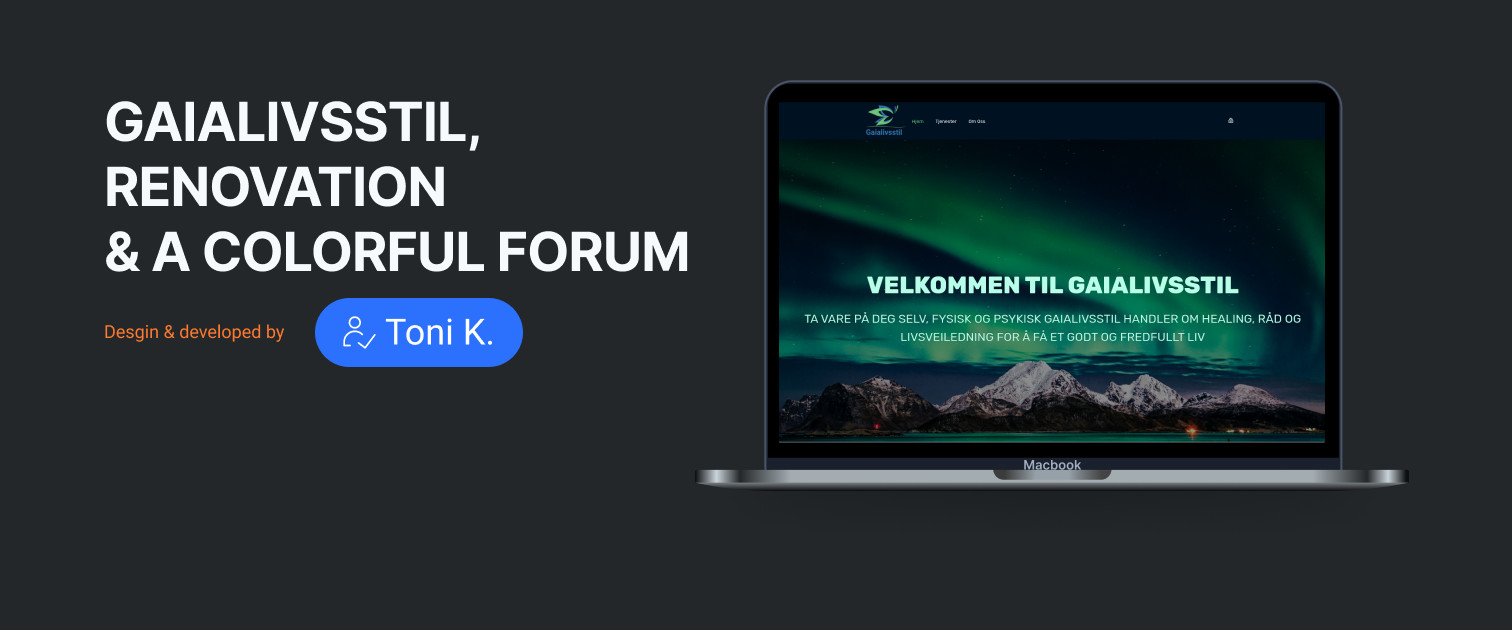 GAIALIVSSTIL,
RENOVATION
& A COLORFUL FORUM
Desgin & developed by
Toni K.
Gaialivsstil
Hjem Tjenester Om Oss
VELKOMMEN TIL GAIALIVSSTIL
TA VARE PÅ DEG SELV, FYSISK OG PSYKISK GAIALIVSSTIL HANDLER OM HEALING, RÅD OG
LIVSVEILEDNING FOR Å FÅ ET GODT OG FREDFULLT LIV
Macbook